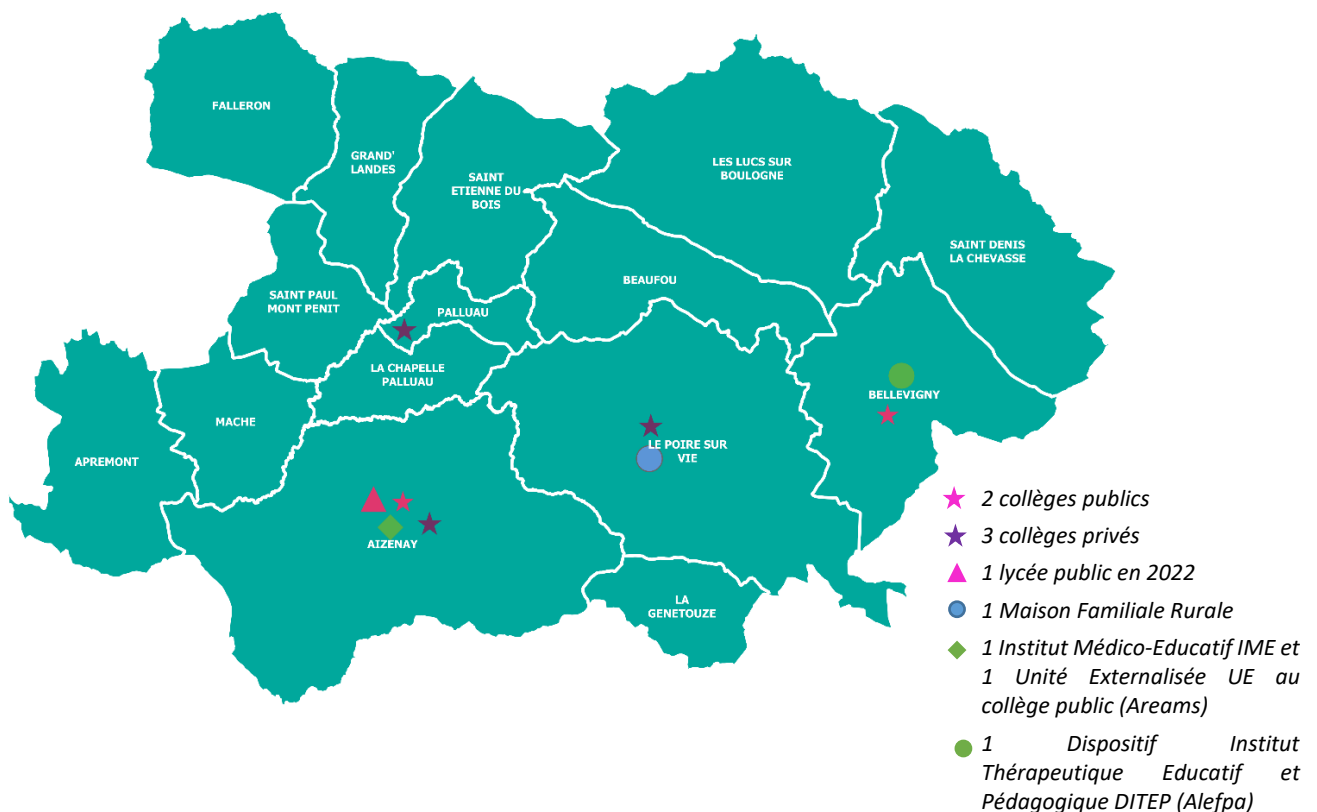 FALLERON
GRAND'
LANDES
SAINT
ETIENNE DU
BOIS
LES LUCS SUR
BOULOGNE
SAINT DENIS
LA CHEVASSE
SAINT PAUL
MONT PENIT
PALLUAU
BEAUFOU
LA CHAPELLE
PALLUAU
BELLEVIGNY
MACHE
APREMONT
LE POIRE SUR
VIE
AIZENAY
LA
GENETOUZE
2 collèges publics
3 collèges privés
1 lycée public en 2022
1 Maison Familiale Rurale
1 Institut Médico-Educatif IME et
1 Unité Externalisée UE au
collège public (Areams)
1 Dispositif Institut
Thérapeutique Educatif et
Pédagogique DITEP (Alefpa)